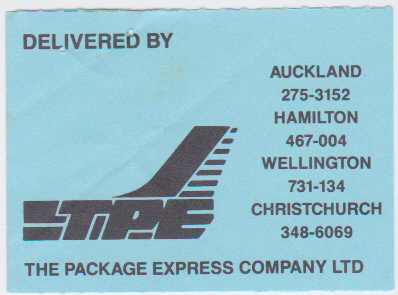 DELIVERED BY
AUCKLAND
275-3152
HAMILTON
467-004
WELLINGTON
731-134
CHRISTCHURCH
348-6069
TPE
THE PACKAGE EXPRESS COMPANY LTD